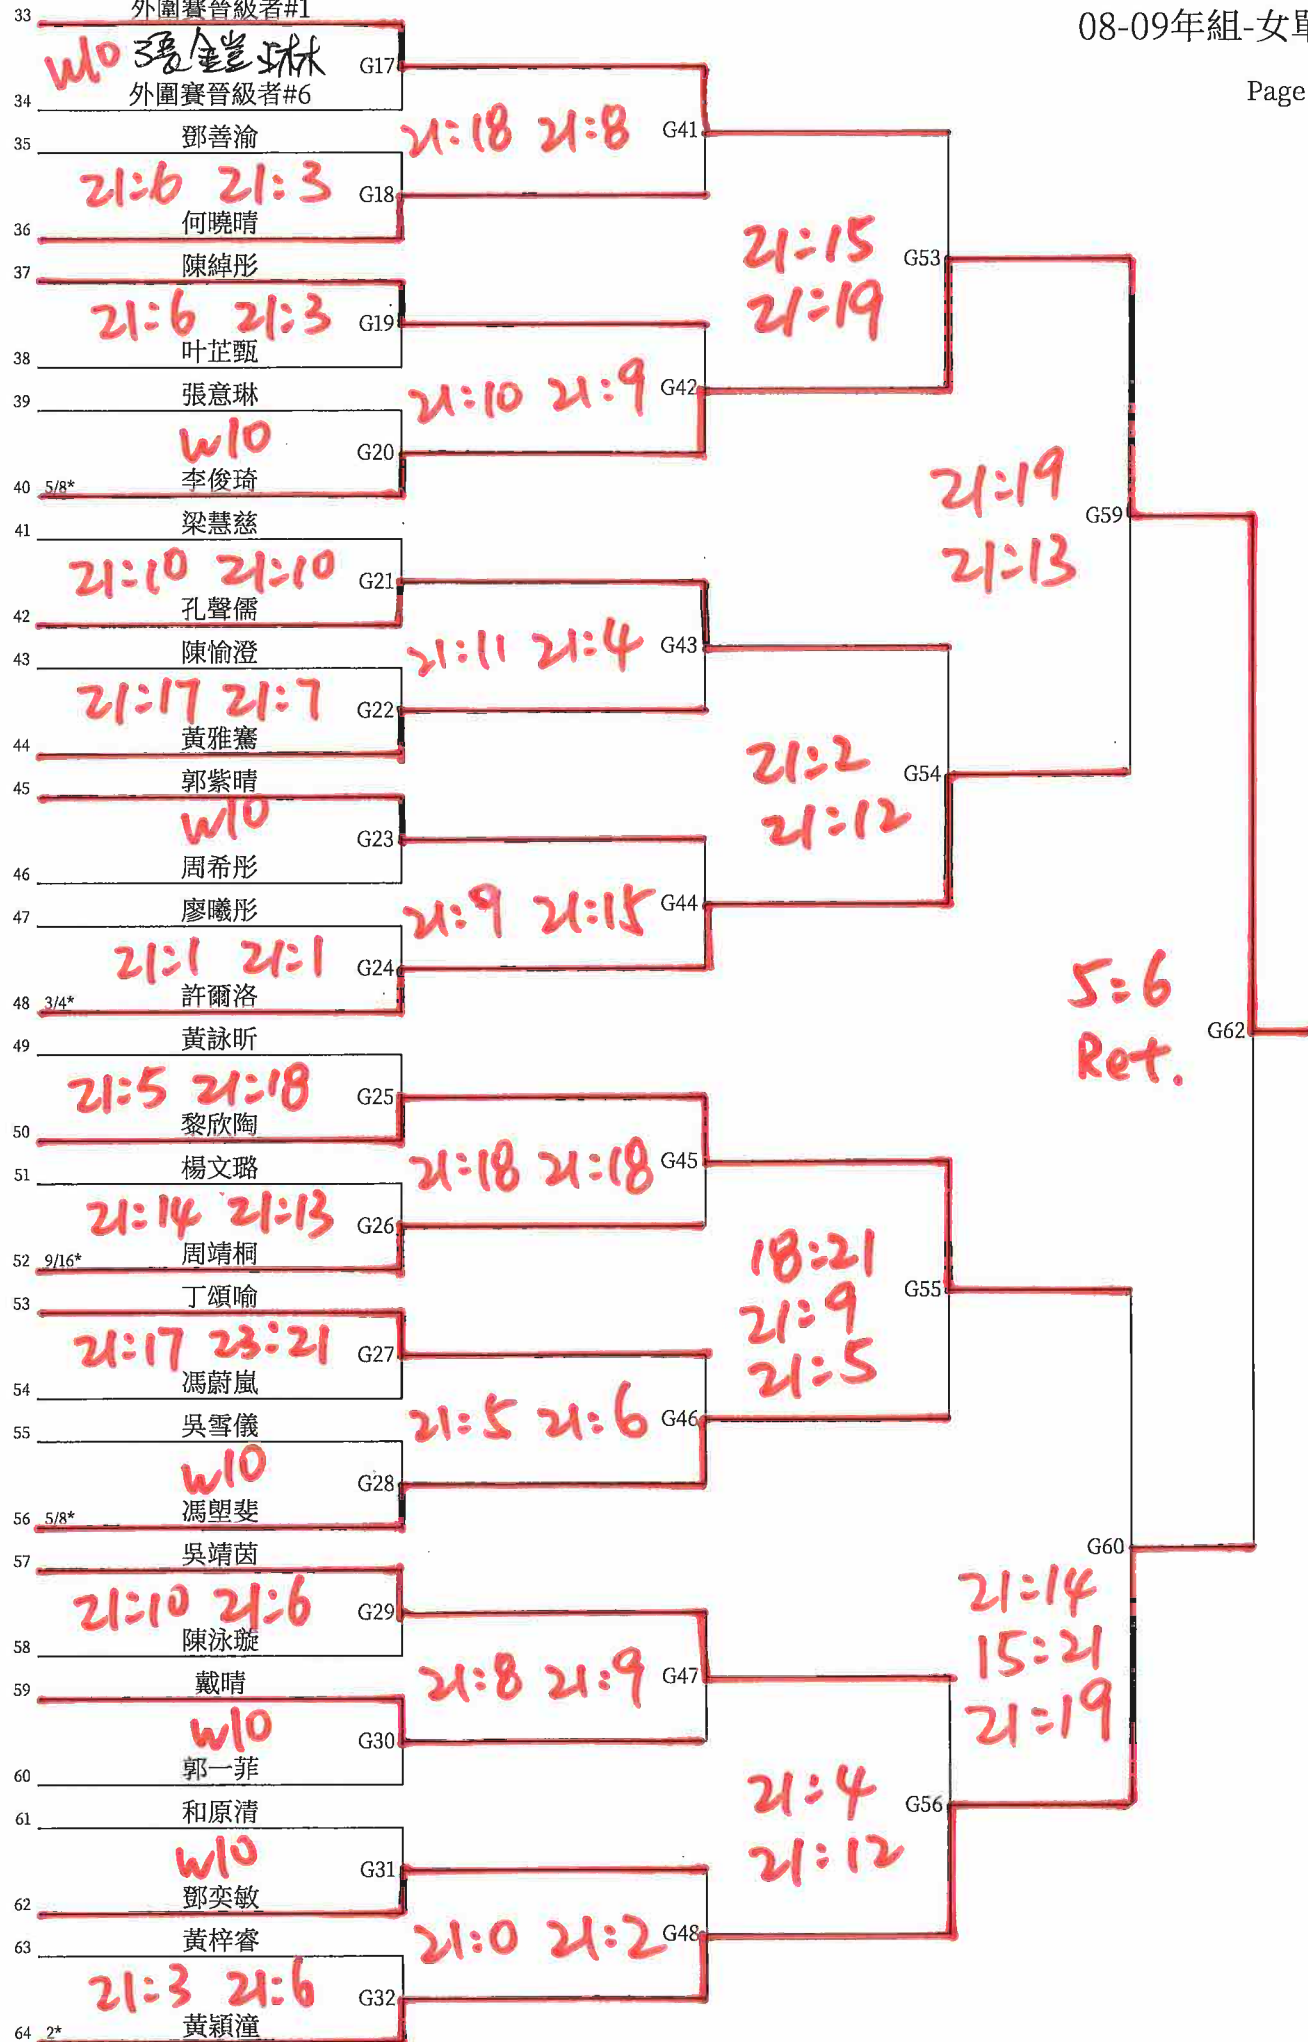 08-09年組-女單
Page
33 外圍賽晉級者#1
w/o G17
34 外圍賽晉級者#6
21:18 21:8 G41
35 鄧善渝
21:6 21:3 G18
36 何曉晴
21:15 21:19 G53
37 陳綽彤
21:6 21:3 G19
38 叶芷甄
21:10 21:9 G42
39 張意琳
w/o G20
40 5/8* 李俊琦
21:19 21:13 G59
41 梁慧慈
21:10 21:10 G21
42 孔聲儒
21:11 21:4 G43
43 陳愉澄
21:17 21:7 G22
44 黃雅騫
21:2 21:12 G54
45 郭紫晴
w/o G23
46 周希彤
21:9 21:15 G44
47 廖曦彤
21:1 21:1 G24
48 3/4* 許爾洛
5:6 Ret. G62
49 黃詠昕
21:5 21:18 G25
50 黎欣陶
21:18 21:18 G45
51 楊文璐
21:14 21:13 G26
52 9/16* 周靖桐
18:21 21:9 21:5 G55
53 丁頌喻
21:17 23:21 G27
54 馮蔚嵐
21:5 21:6 G46
55 吳雪儀
w/o G28
56 5/8* 馮塱斐
G60
57 吳靖茵
21:10 21:6 G29
58 陳泳璇
21:14 15:21 21:19
21:8 21:9 G47
59 戴晴
w/o G30
60 郭一菲
21:4 21:12 G56
61 和原清
w/o G31
62 鄧奕敏
21:0 21:2 G48
63 黃梓睿
21:3 21:6 G32
64 2* 黃穎潼